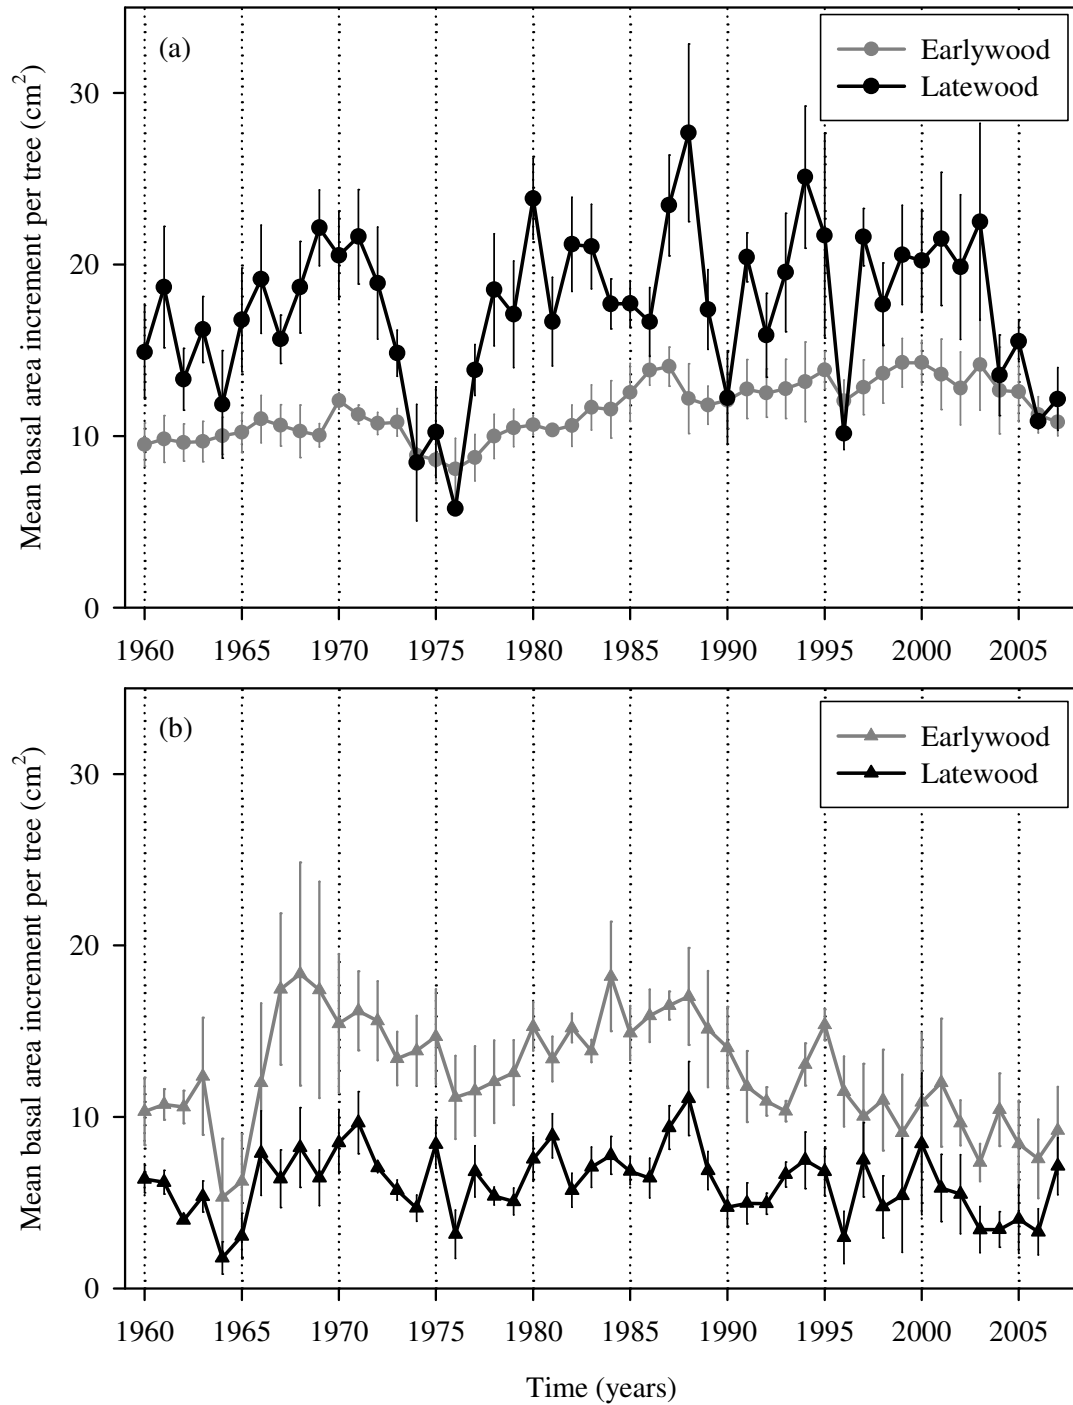 (a)
Earlywood
Latewood
Mean basal area increment per tree (cm2)
30
20
10
0
1960 1965 1970 1975 1980 1985 1990 1995 2000 2005
(b)
Earlywood
Latewood
Mean basal area increment per tree (cm2)
30
20
10
0
1960 1965 1970 1975 1980 1985 1990 1995 2000 2005
Time (years)